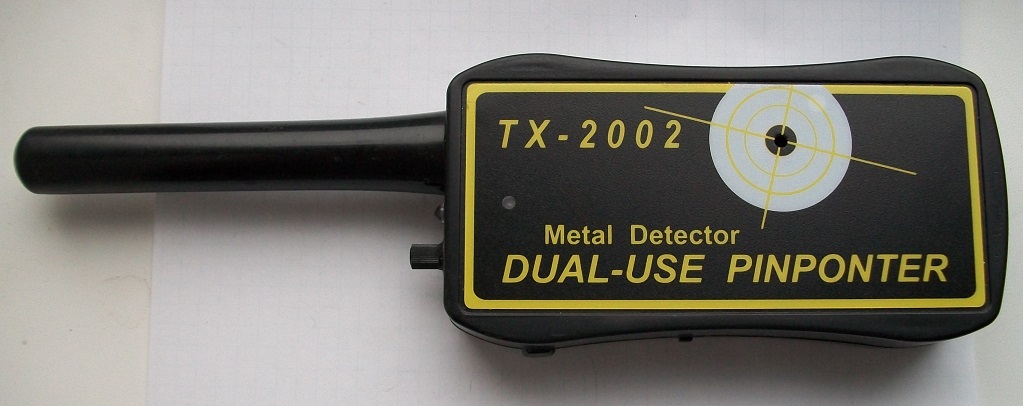 TX-2002
Metal Detector
DUAL-USE PINPONTER